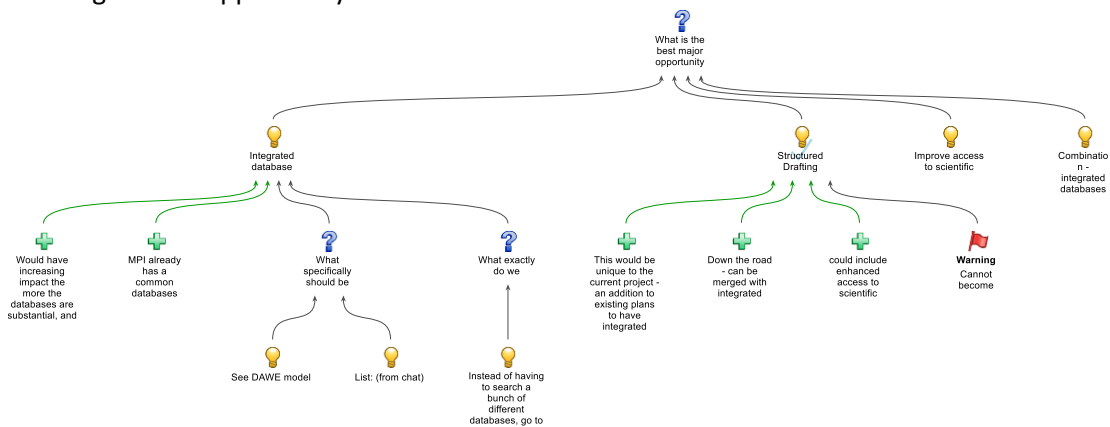 What is the
best major
opportunity
Integrated
database
Structured
Drafting
Improve access
to scientific
Combinatio
n -
integrated
databases
Would have
increasing
impact the
more the
databases are
substantial, and
MPI already
has a
common
databases
What
specifically
should be
What exactly
do we
This would be
unique to the
current project -
an addition to
existing plans
to have
integrated
Down the road
- can be
merged with
integrated
could include
enhanced
access to
scientific
Warning
Cannot
become
See DAWE model
List: (from chat)
Instead of having
to search a
bunch of
different
databases, go to